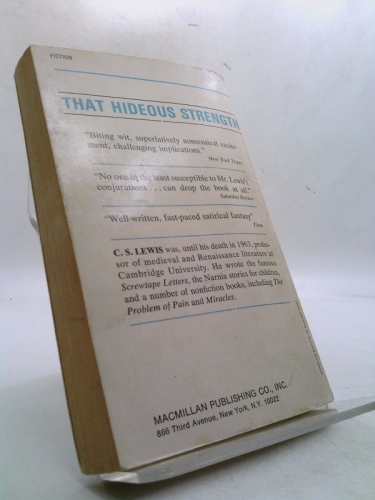 FICTION
THAT HIDEOUS STRENGTH
"Biting wit, superlatively nonsensical excite-
ment, challenging implications."
New York Times
"No one in the least susceptible to Mr. Lewis's
conjurations . . . can drop the book at all."
Saturday Review
"Well-written, fast-paced satirical fantasy"
Time
C. S. LEWIS was, until his death in 1963, profes-
sor of medieval and Renaissance literature at
Cambridge University. He wrote the famous
Screwtape Letters, the Narnia stories for children,
and a number of nonfiction books, including The
Problem of Pain and Miracles.
MACMILLAN PUBLISHING CO., INC.
866 Third Avenue, New York, N.Y. 10022